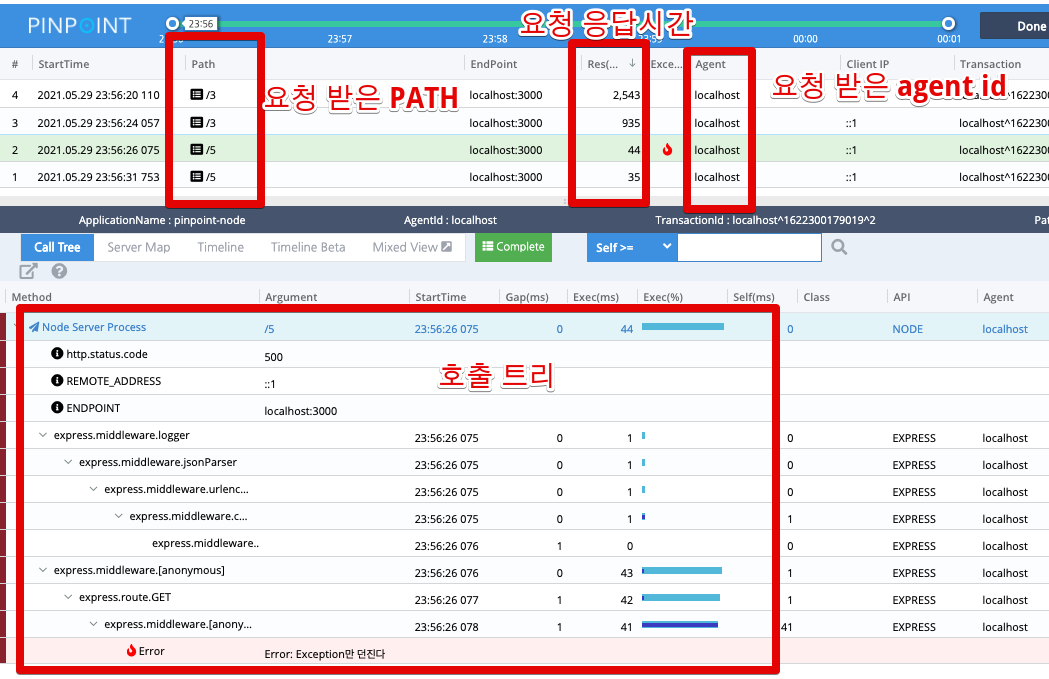 PINPOINT 23:56 요청 응답시간 Done
23:57 23:58 23:59 00:00 00:01
# StartTime Path EndPoint Res(... ↓ Exce... Agent Client IP Transaction
요청 받은 PATH
요청 받은 agent id
4 2021.05.29 23:56:20 110 /3 localhost:3000 2,543 localhost localhost^1622300
3 2021.05.29 23:56:24 057 /3 localhost:3000 935 localhost ::1 localhost^1622300
2 2021.05.29 23:56:26 075 /5 localhost:3000 44 localhost ::1 localhost^1622300
1 2021.05.29 23:56:31 753 /5 localhost:3000 35 localhost ::1 localhost^1622300
ApplicationName : pinpoint-node AgentId : localhost TransactionId : localhost^1622300179019^2 Pat
Call Tree Server Map Timeline Timeline Beta Mixed View Complete Self >=
Method Argument StartTime Gap(ms) Exec(ms) Exec(%) Self(ms) Class API Agent
Node Server Process /5 23:56:26 075 0 44 0 NODE localhost
http.status.code 500
호출 트리
REMOTE_ADDRESS ::1
ENDPOINT localhost:3000
express.middleware.logger 23:56:26 075 0 1 0 EXPRESS localhost
express.middleware.jsonParser 23:56:26 075 0 1 0 EXPRESS localhost
express.middleware.urlenc... 23:56:26 075 0 1 0 EXPRESS localhost
express.middleware.c... 23:56:26 075 0 1 1 EXPRESS localhost
express.middleware.. 23:56:26 076 1 0 0 EXPRESS localhost
express.middleware.[anonymous] 23:56:26 076 0 43 1 EXPRESS localhost
express.route.GET 23:56:26 077 1 42 1 EXPRESS localhost
express.middleware.[anony... 23:56:26 078 1 41 41 EXPRESS localhost
Error Error: Exception만 던진다